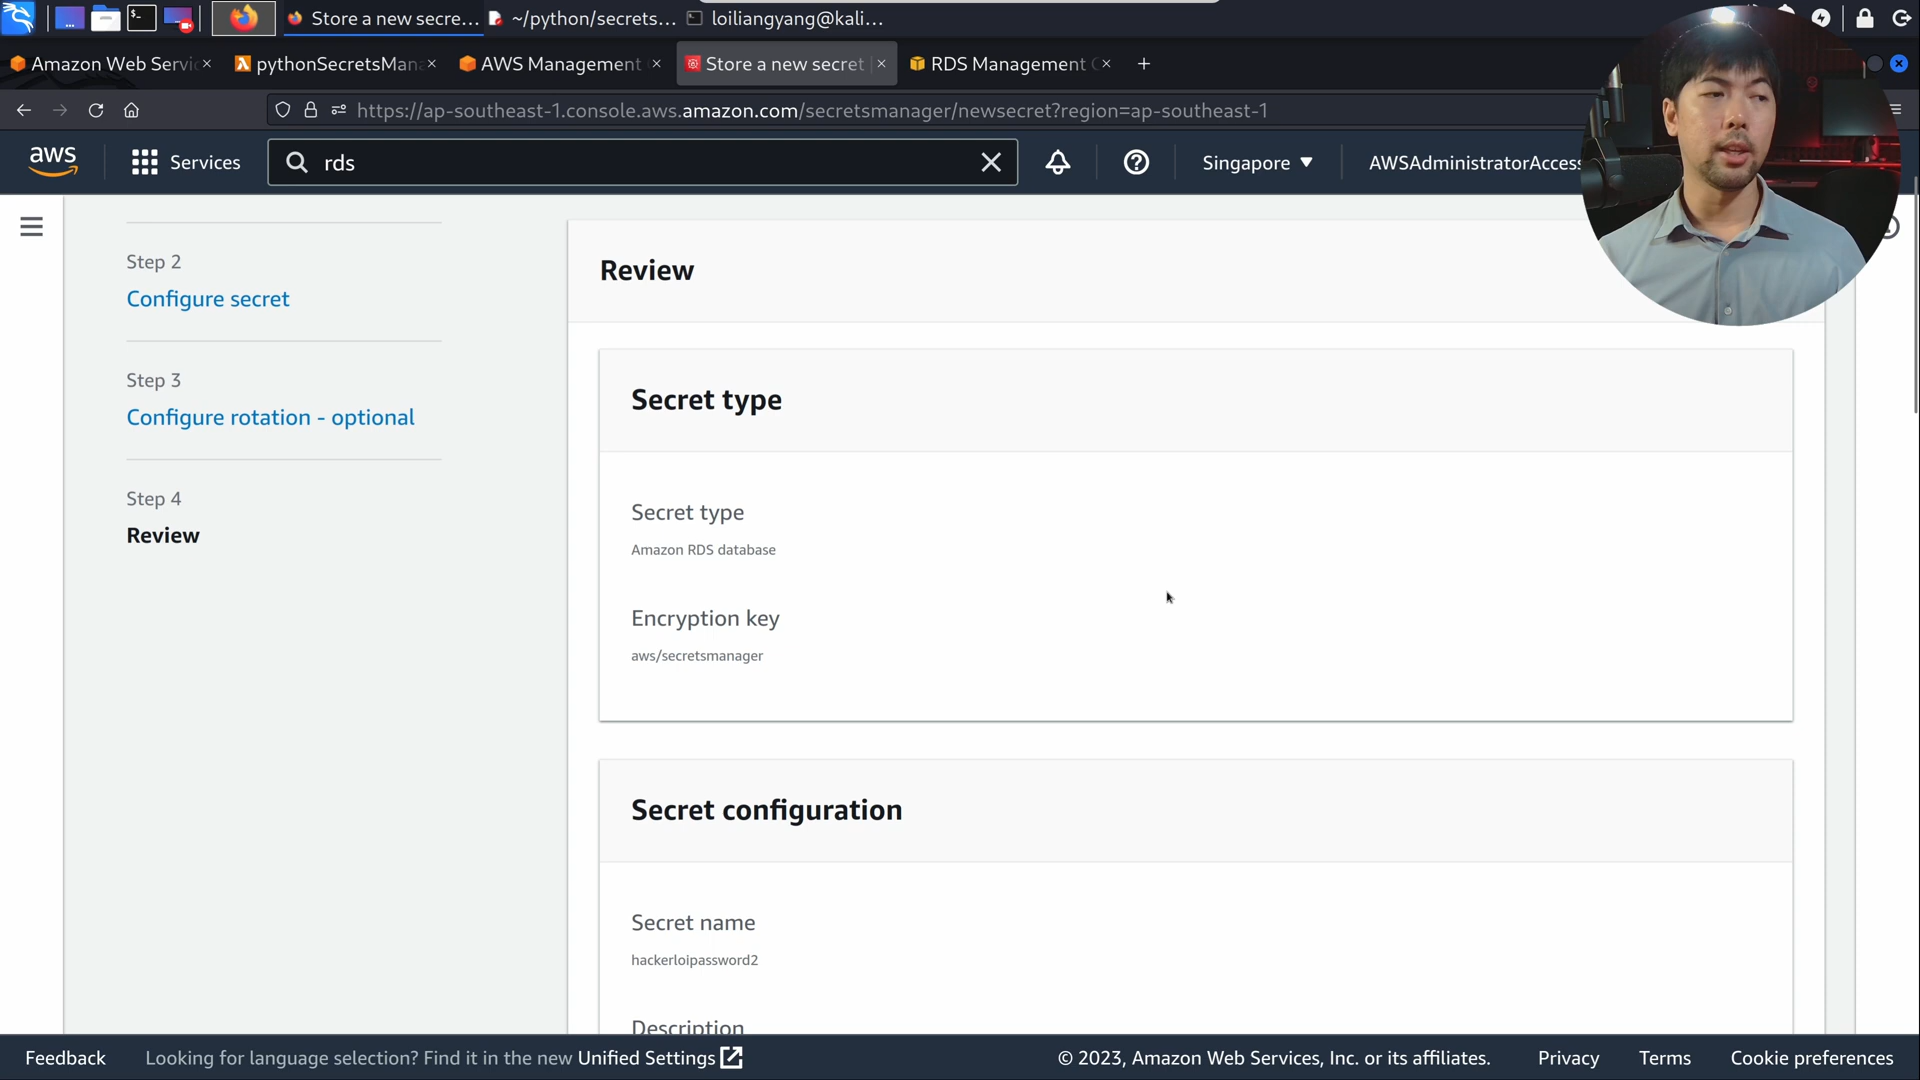 Store a new secre...
~/python/secrets...
loiliangyang@kali...
Amazon Web Servi
pythonSecretsMan
AWS Management
Store a new secret
RDS Management C
https://ap-southeast-1.console.aws.amazon.com/secretsmanager/newsecret?region=ap-southeast-1
aws
Services
rds
Singapore
AWSAdministratorAccess
Step 2
Configure secret
Step 3
Configure rotation - optional
Step 4
Review
Review
Secret type
Secret type
Amazon RDS database
Encryption key
aws/secretsmanager
Secret configuration
Secret name
hackerloipassword2
Description
Feedback
Looking for language selection? Find it in the new Unified Settings
© 2023, Amazon Web Services, Inc. or its affiliates.
Privacy
Terms
Cookie preferences